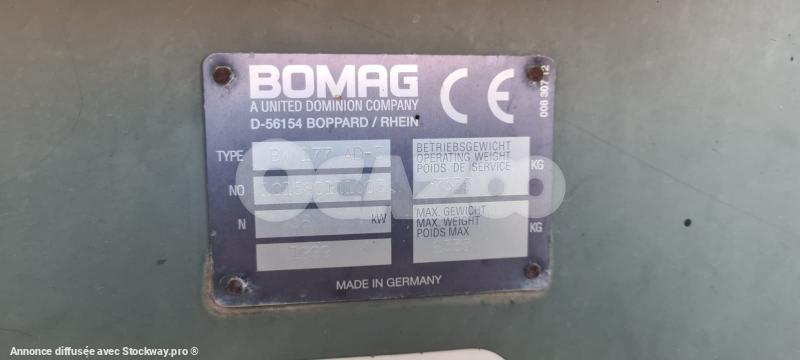 BOMAG
A UNITED DOMINION COMPANY
D-56154 BOPPARD / RHEIN
CE
008 307 12
TYPE
BETRIEBSGEWICHT
OPERATING WEIGHT
POIDS DE SERVICE
KG
NO
OCAZOO
N
KW
MAX. GEWICHT
MAX. WEIGHT
POIDS MAX
KG
MADE IN GERMANY
Annonce diffusée avec Stockway.pro ®